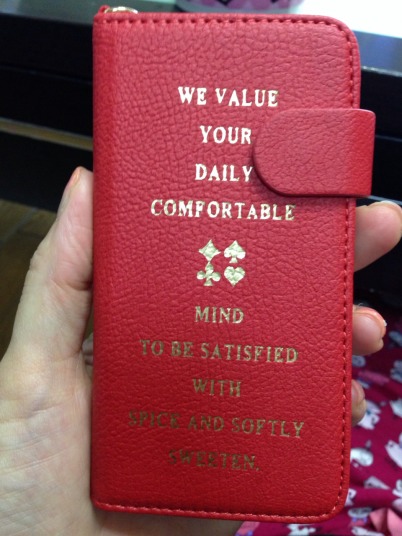 WE VALUE
YOUR
DAILY
COMFORTABLE
MIND
TO BE SATISFIED
WITH
SPICK AND SOFTLY
SWEETEN.